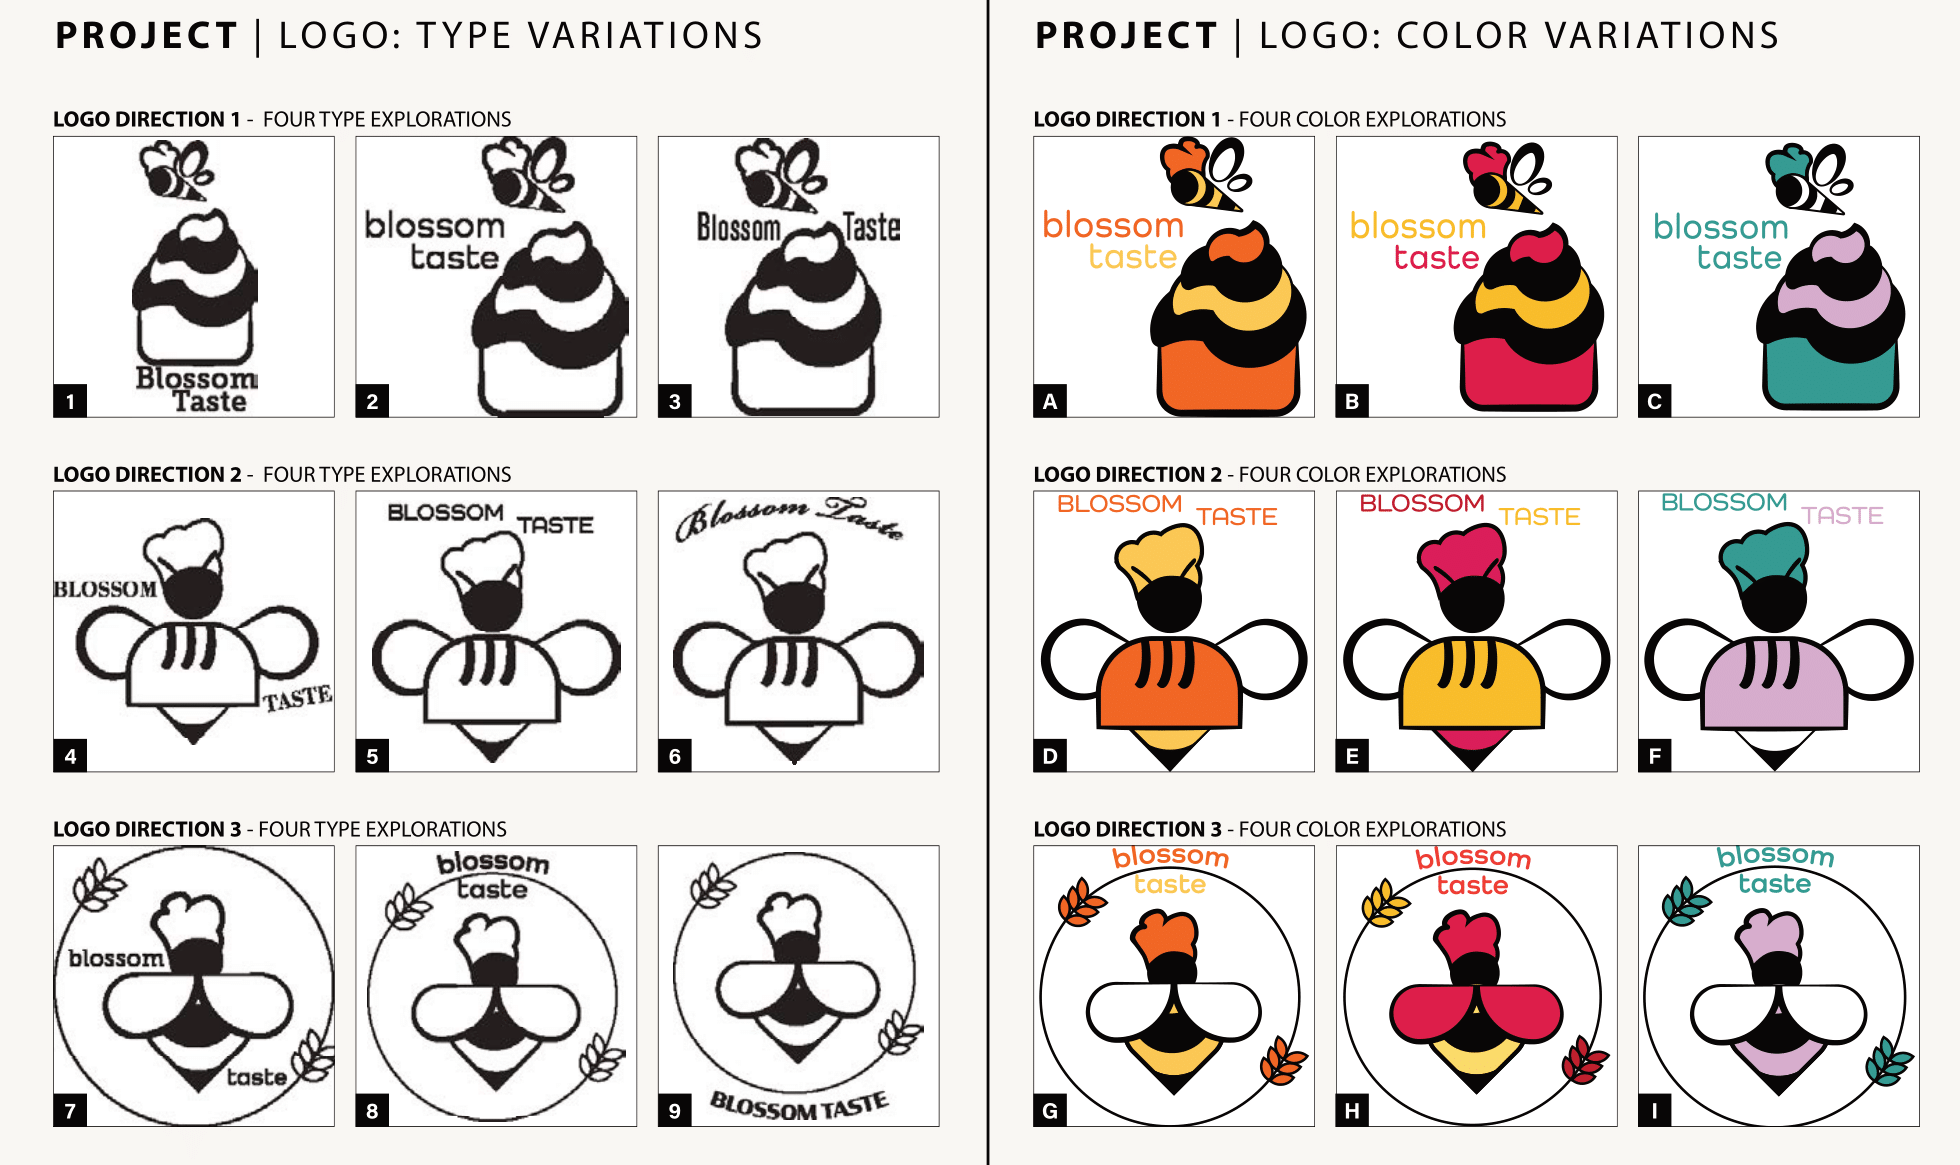 PROJECT | LOGO: TYPE VARIATIONS
LOGO DIRECTION 1 - FOUR TYPE EXPLORATIONS
Blossom
Taste
1
blossom
taste
2
Blossom Taste
3
LOGO DIRECTION 2 - FOUR TYPE EXPLORATIONS
BLOSSOM
TASTE
4
BLOSSOM
TASTE
5
Blossom Taste
6
LOGO DIRECTION 3 - FOUR TYPE EXPLORATIONS
blossom
taste
7
blossom
taste
8
BLOSSOM TASTE
9
PROJECT | LOGO: COLOR VARIATIONS
LOGO DIRECTION 1 - FOUR COLOR EXPLORATIONS
blossom
taste
A
blossom
taste
B
blossom
taste
C
LOGO DIRECTION 2 - FOUR COLOR EXPLORATIONS
BLOSSOM
TASTE
D
BLOSSOM
TASTE
E
BLOSSOM
TASTE
F
LOGO DIRECTION 3 - FOUR COLOR EXPLORATIONS
blossom
taste
G
blossom
taste
H
blossom
taste
I